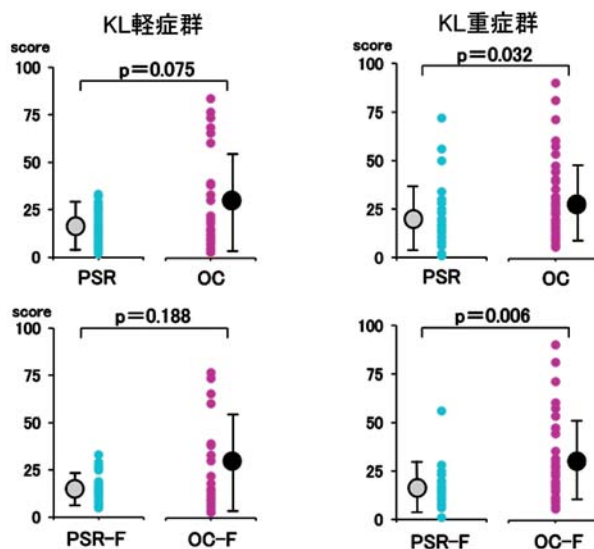 KL軽症群
score
100
p=0.075
75
50
25
0
PSR OC
KL重症群
100
p=0.032
75
50
25
0
PSR OC
score
100
p=0.188
75
50
25
0
PSR-F OC-F
100
p=0.006
75
50
25
0
PSR-F OC-F